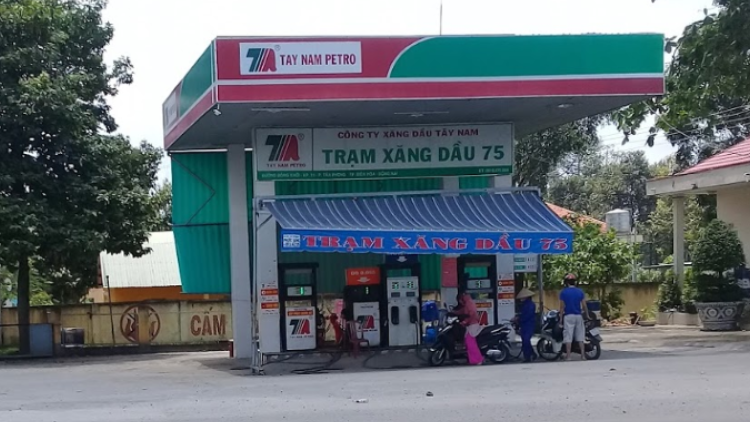 TAY NAM PETRO
CÔNG TY XĂNG DẦU TÂY NAM
TRẠM XĂNG DẦU 75
TAY NAM PETRO
TRẠM XĂNG DẦU 75
CẤM